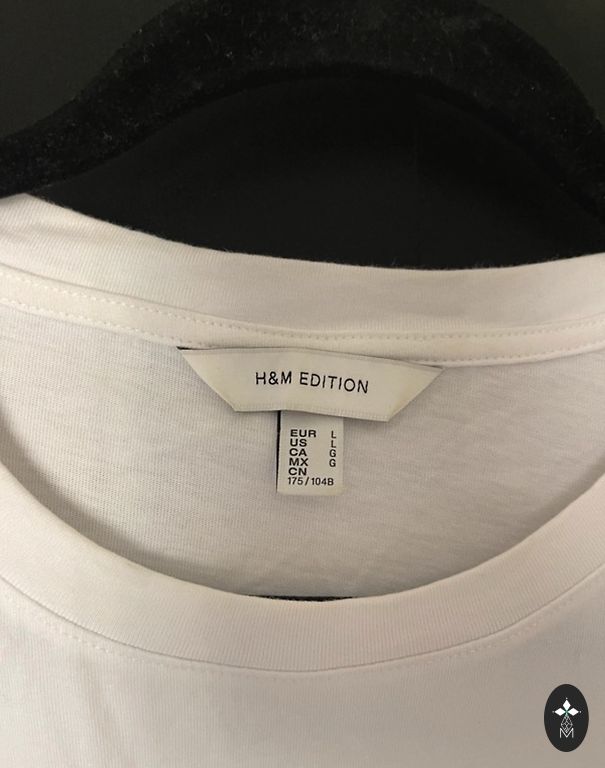 H&M EDITION
EUR L
US L
CA G
MX G
CN
175/104B
M